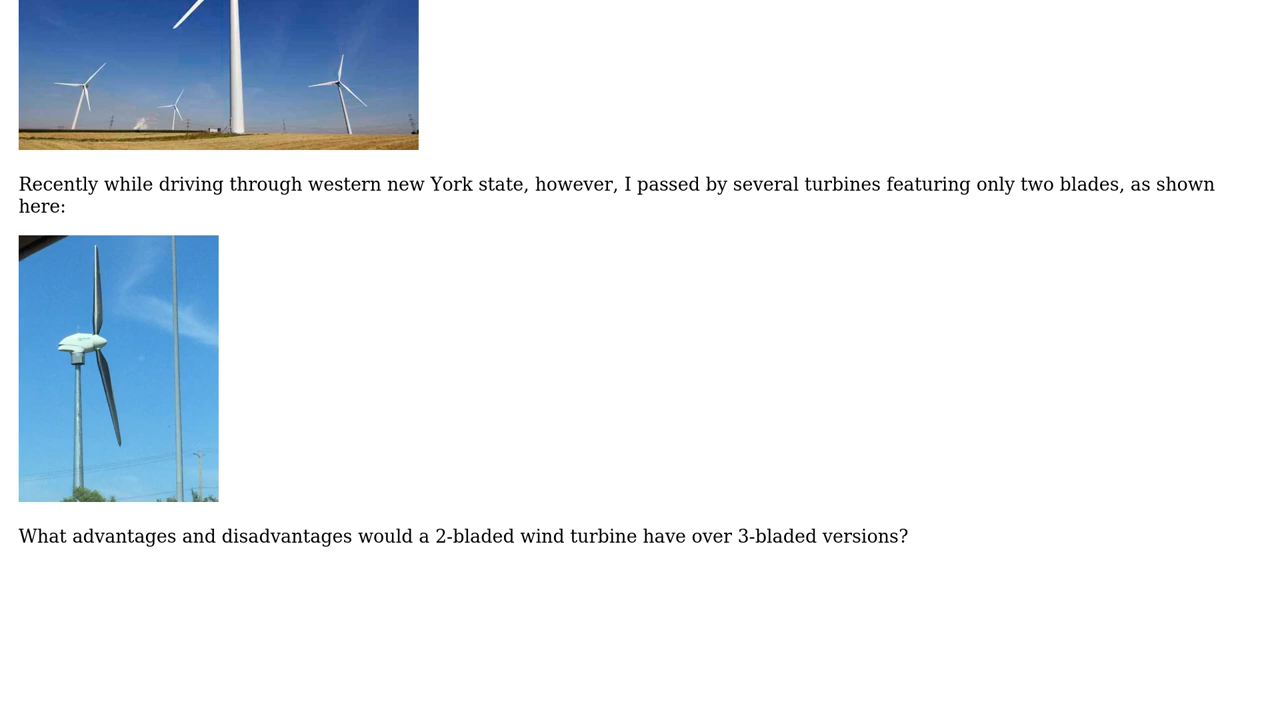 Recently while driving through western new York state, however, I passed by several turbines featuring only two blades, as shown
here:
What advantages and disadvantages would a 2-bladed wind turbine have over 3-bladed versions?